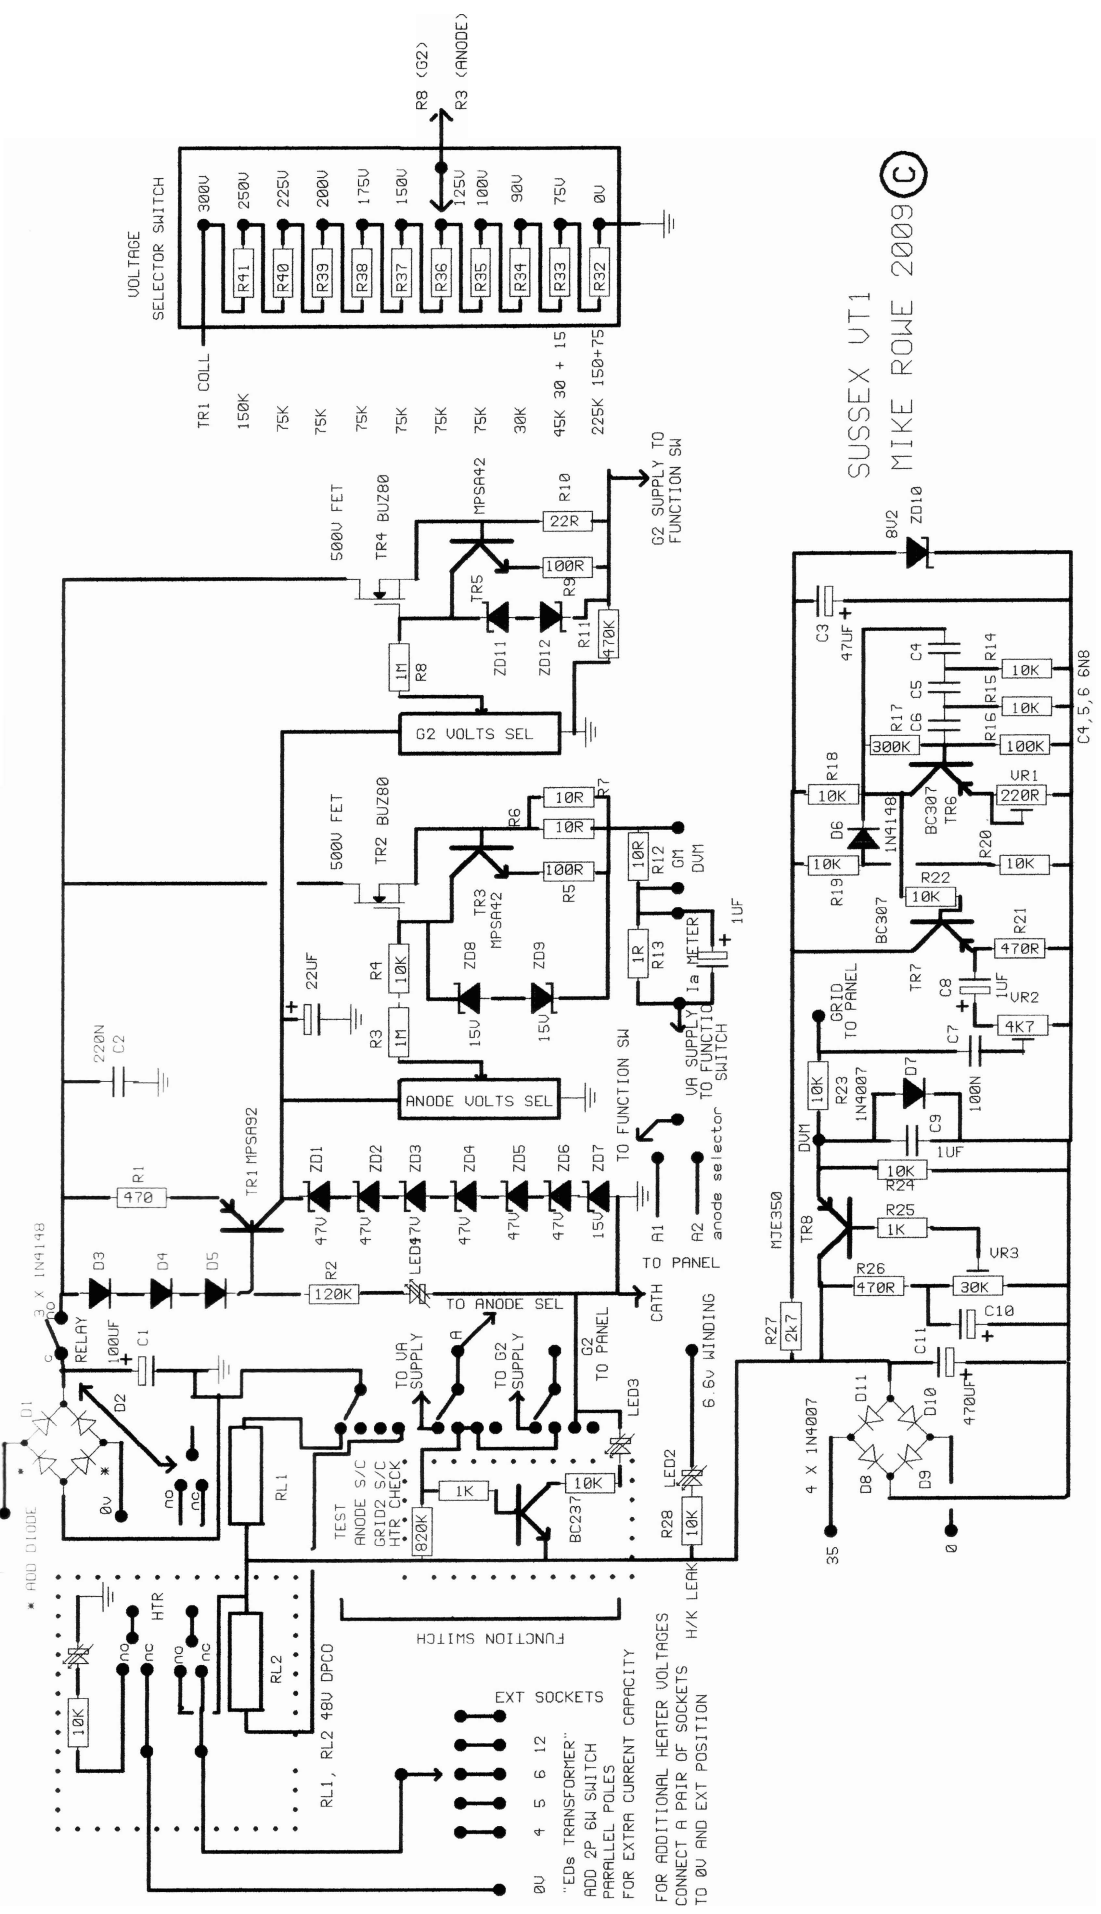 R8 (G2)
R3 (ANODE)
VOLTAGE
SELECTOR SWITCH
300V
250V
225V
200V
175V
150V
125V
100V
90V
75V
0V
R41
R40
R39
R38
R37
R36
R35
R34
R33
R32
TR1 COLL
150K
75K
75K
75K
75K
75K
75K
30K
45K 30 + 15
225K 150+75
SUSSEX VT1
MIKE ROWE 2009 C
500V FET
TR4 BUZ80
MPSA42
R10
22R
100R
R9
TR5
ZD11
ZD12
R11
470K
1M
R8
G2 VOLTS SEL
G2 SUPPLY TO
FUNCTION SW
500V FET
TR2 BUZ80
TR3
MPSA42
R6
R7
10R
10R
100R
R5
R4
10K
R3
1M
ZD8
ZD9
15V
15V
22UF
+
ANODE VOLTS SEL
10R
R12
GM
DVM
1R
R13
Ia METER
1UF
+
VA SUPPLY
TO FUNCTIO
SWITCH
220N
C2
R1
470
TR1 MPSA92
ZD1
ZD2
ZD3
ZD4
ZD5
ZD6
ZD7
47V
47V
47V
47V
47V
47V
15V
TO FUNCTION SW
A1
A2
anode selector
TO PANEL
3 X 1N4148
D3
D4
D5
R2
120K
LED1
TO ANODE SEL
CATH
no
c
RELAY
100UF
+
C1
D1
D2
* ADD DIODE
*
*
0v
no
nc
TO VA
SUPPLY
A
TO G2
SUPPLY
G2
TO PANEL
LED3
RL1
TEST
ANODE S/C
GRID2 S/C
HTR CHECK
820K
1K
BC237
10K
R28
10K
LED2
6.6v WINDING
H/K LEAK
FUNCTION SWITCH
10K
HTR
no
nc
no
nc
RL2
RL1, RL2 48V DPCO
EXT SOCKETS
0V
4
5
6
12
"EDs TRANSFORMER"
ADD 2P 6W SWITCH
PARALLEL POLES
FOR EXTRA CURRENT CAPACITY
FOR ADDITIONAL HEATER VOLTAGES
CONNECT A PAIR OF SOCKETS
TO 0V AND EXT POSITION
8V2
ZD10
C3
47UF
+
C4
C5
C6
R14
R15
R16
10K
10K
100K
C4,5,6 6N8
R17
300K
R18
10K
D6
1N4148
BC307
TR6
VR1
220R
R19
10K
R20
10K
R22
10K
BC307
TR7
R21
470R
C8
1UF
+
VR2
4K7
GRID
TO PANEL
C7
100N
10K
R23
1N4007
D7
C9
1UF
DVM
10K
R24
MJE350
TR8
R25
1K
R26
470R
VR3
30K
C10
+
R27
2k7
C11
470UF
+
4 X 1N4007
D11
D10
D8
D9
35
0